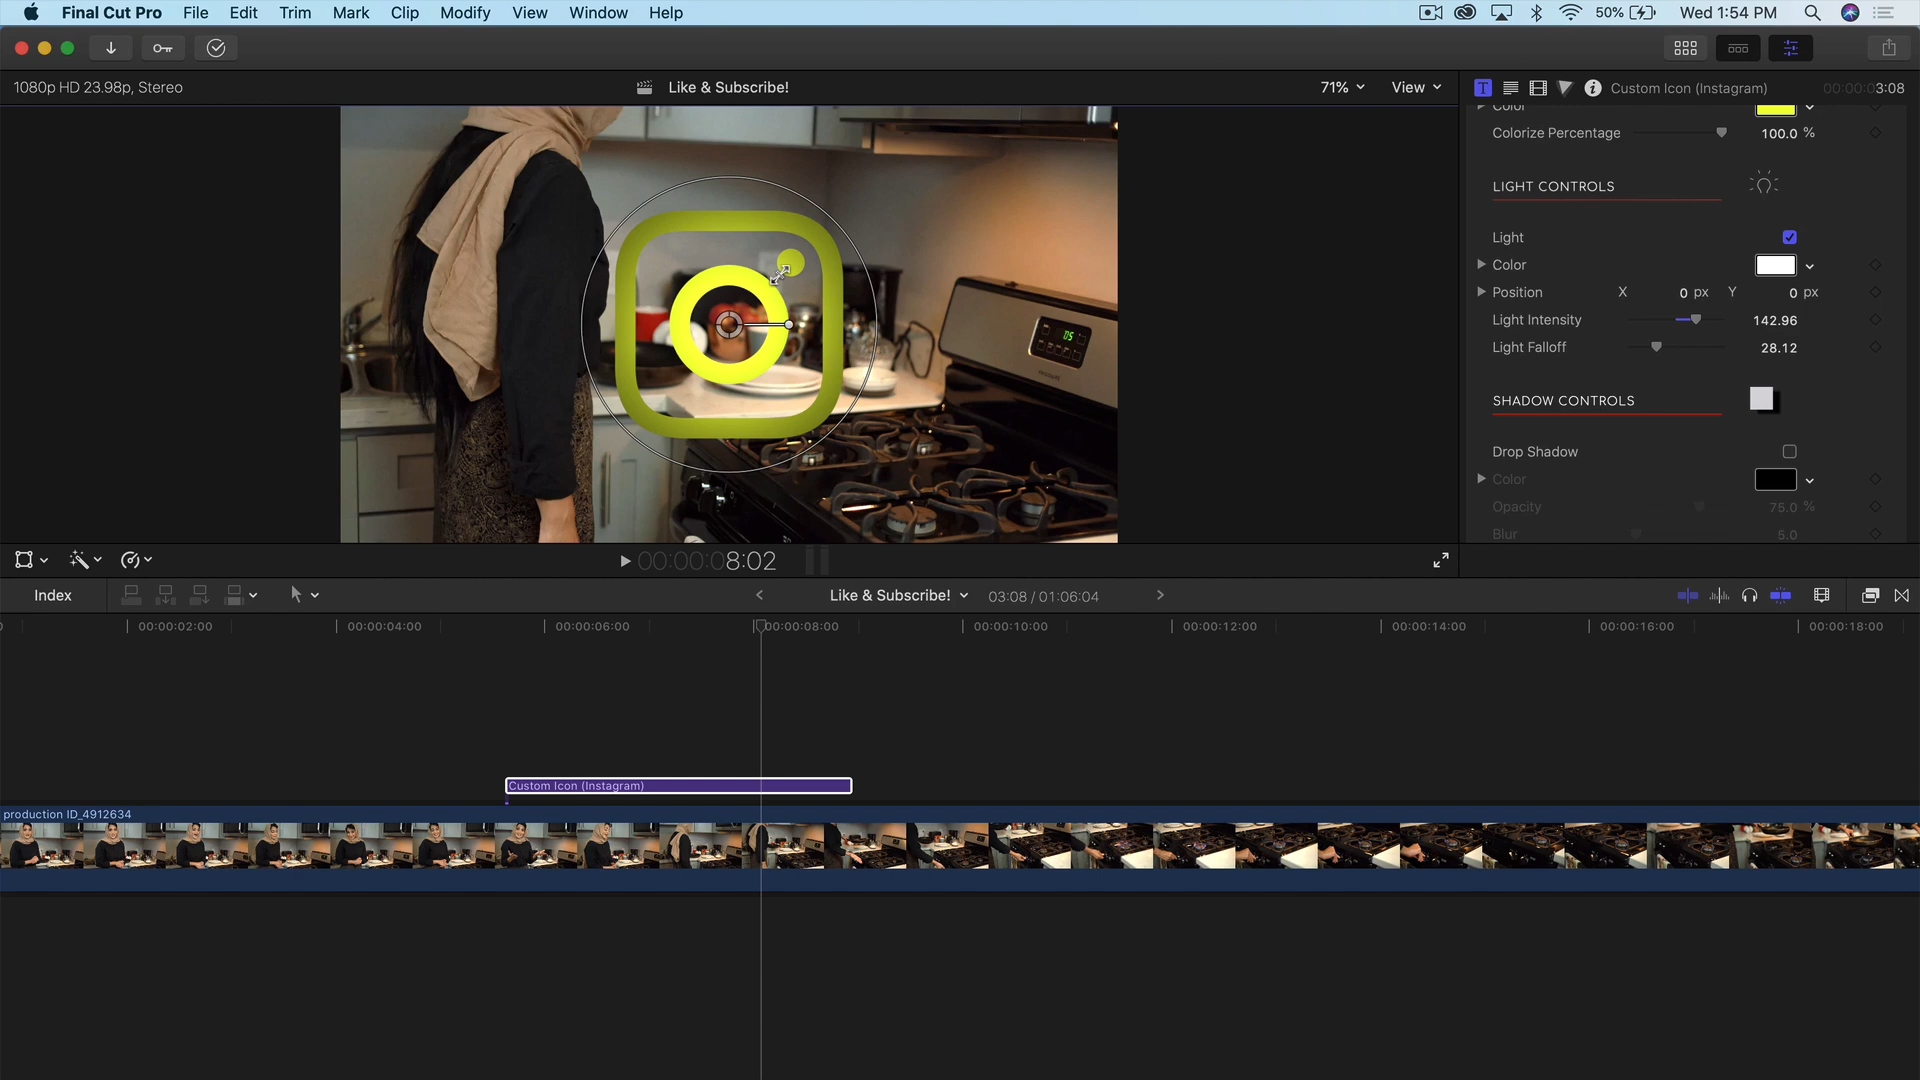 Final Cut Pro File Edit Trim Mark Clip Modify View Window Help 50% Wed 1:54 PM
1080p HD 23.98p, Stereo Like & Subscribe! 71% View T Custom Icon (Instagram) 00:00:03:08
Color
Colorize Percentage 100.0 %
LIGHT CONTROLS
Light
Color
Position X 0 px Y 0 px
Light Intensity 142.96
Light Falloff 28.12
SHADOW CONTROLS
Drop Shadow
Color
Opacity 75.0 %
Blur 5.0
00:00:00:8:02
Index Like & Subscribe! 03:08 / 01:06:04
00:00:02:00 00:00:04:00 00:00:06:00 00:00:08:00 00:00:10:00 00:00:12:00 00:00:14:00 00:00:16:00 00:00:18:00
Custom Icon (Instagram)
production ID_4912634